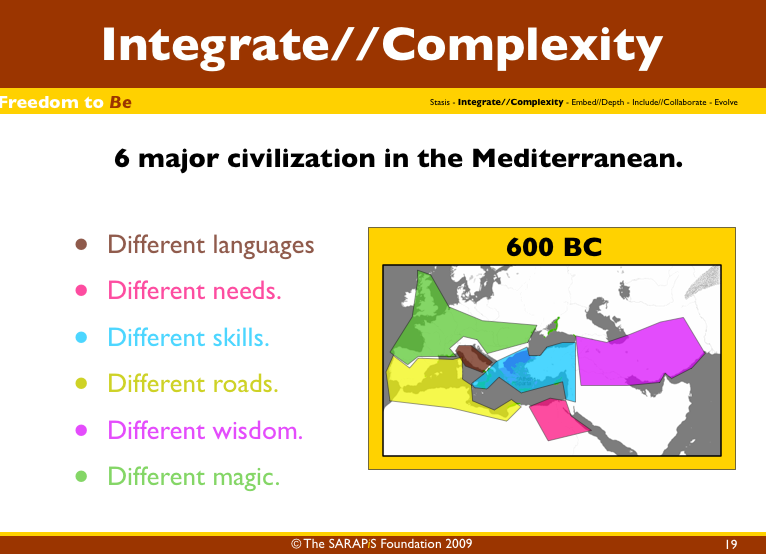 Integrate//Complexity
Freedom to Be
Stasis - Integrate//Complexity - Embed//Depth - Include//Collaborate - Evolve
6 major civilization in the Mediterranean.
• Different languages
• Different needs.
• Different skills.
• Different roads.
• Different wisdom.
• Different magic.
600 BC
© The SARAPiS Foundation 2009
19